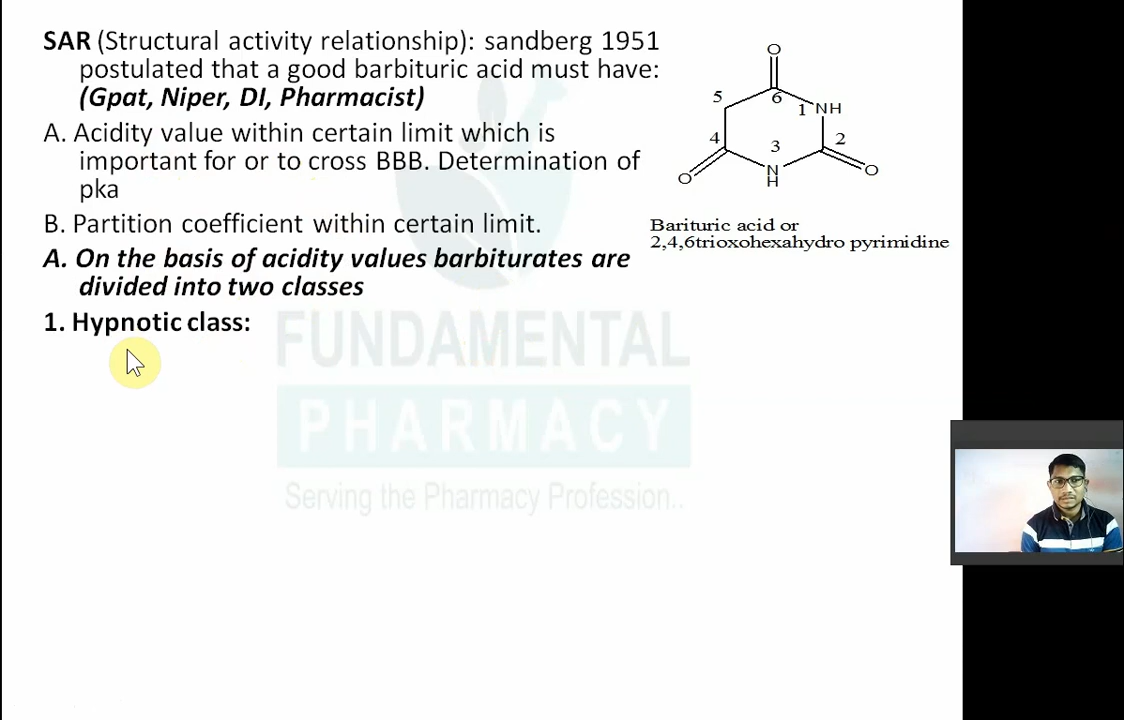 SAR (Structural activity relationship): sandberg 1951
postulated that a good barbituric acid must have:
(Gpat, Niper, DI, Pharmacist)
A. Acidity value within certain limit which is
important for or to cross BBB. Determination of
pka
B. Partition coefficient within certain limit.
A. On the basis of acidity values barbiturates are
divided into two classes
1. Hypnotic class:
O
5
6
1
NH
4
3
2
O
N
H
O
Barituric acid or
2,4,6trioxohexahydro pyrimidine
FUNDAMENTAL
PHARMACY
Serving the Pharmacy Profession..